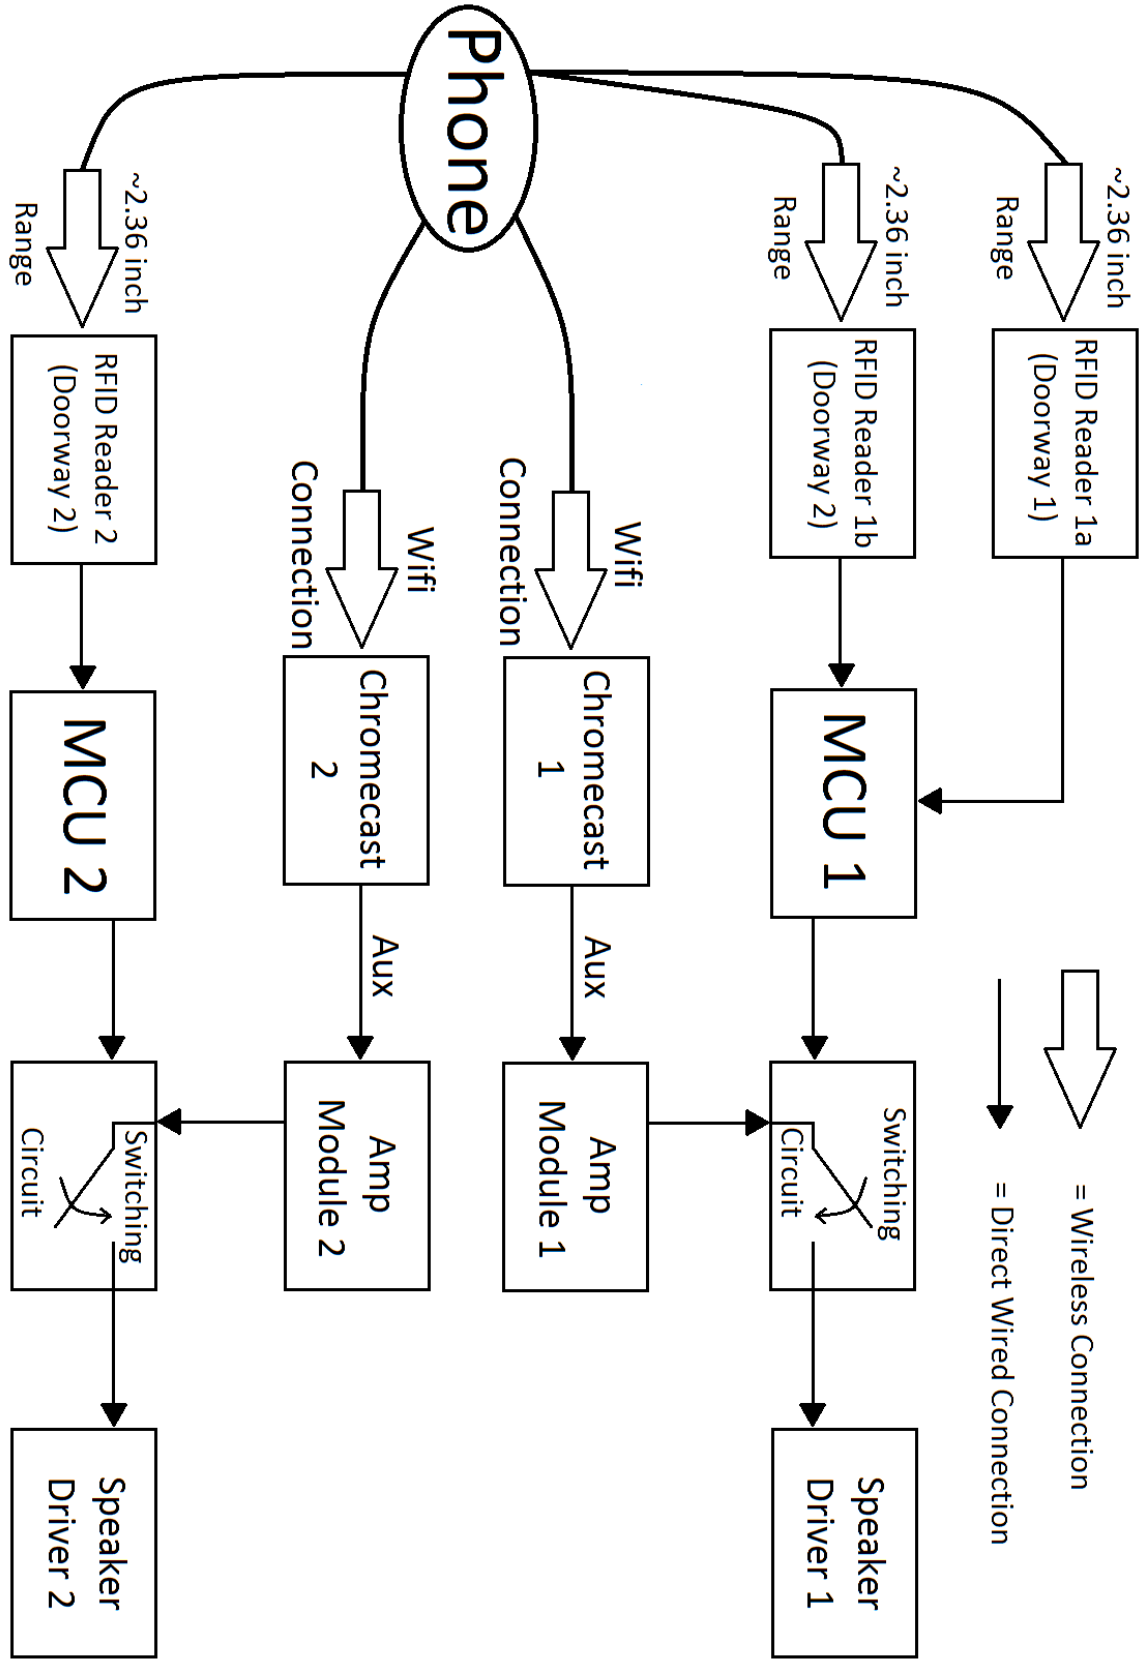 Phone
~2.36 inch
Range
RFID Reader 1a
(Doorway 1)
~2.36 inch
Range
RFID Reader 1b
(Doorway 2)
MCU 1
Switching
Circuit
Speaker
Driver 1
= Wireless Connection
= Direct Wired Connection
Wifi
Connection
Chromecast
1
Aux
Amp
Module 1
Wifi
Connection
Chromecast
2
Aux
Amp
Module 2
~2.36 inch
Range
RFID Reader 2
(Doorway 2)
MCU 2
Switching
Circuit
Speaker
Driver 2